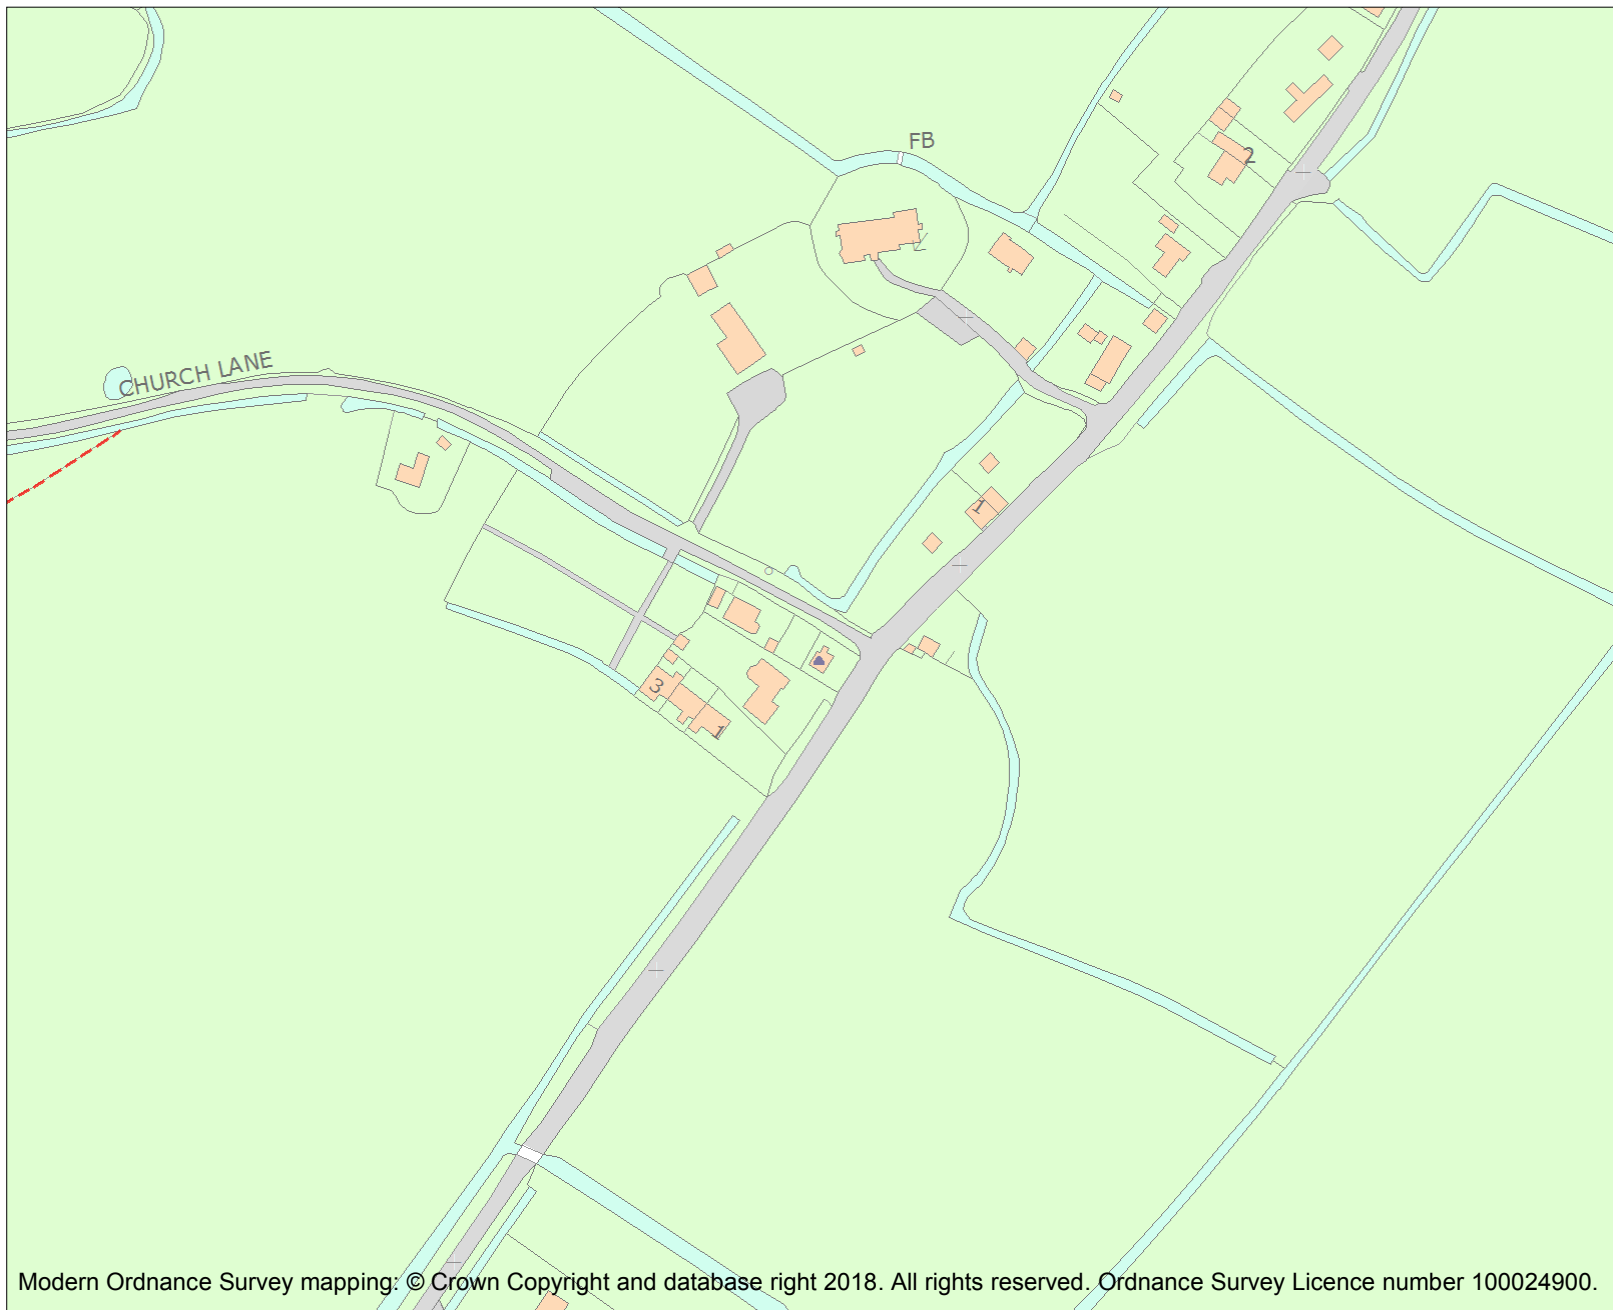 FB
2
CHURCH LANE
1
3
1
Modern Ordnance Survey mapping: © Crown Copyright and database right 2018. All rights reserved. Ordnance Survey Licence number 100024900.